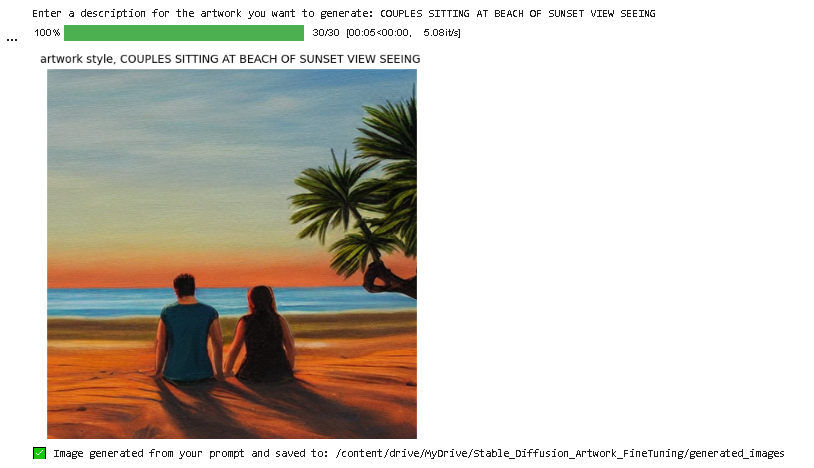 Enter a description for the artwork you want to generate: COUPLES SITTING AT BEACH OF SUNSET VIEW SEEING
... 100% 30/30 [00:05<00:00, 5.08it/s]
artwork style, COUPLES SITTING AT BEACH OF SUNSET VIEW SEEING
✅ Image generated from your prompt and saved to: /content/drive/MyDrive/Stable_Diffusion_Artwork_FineTuning/generated_images